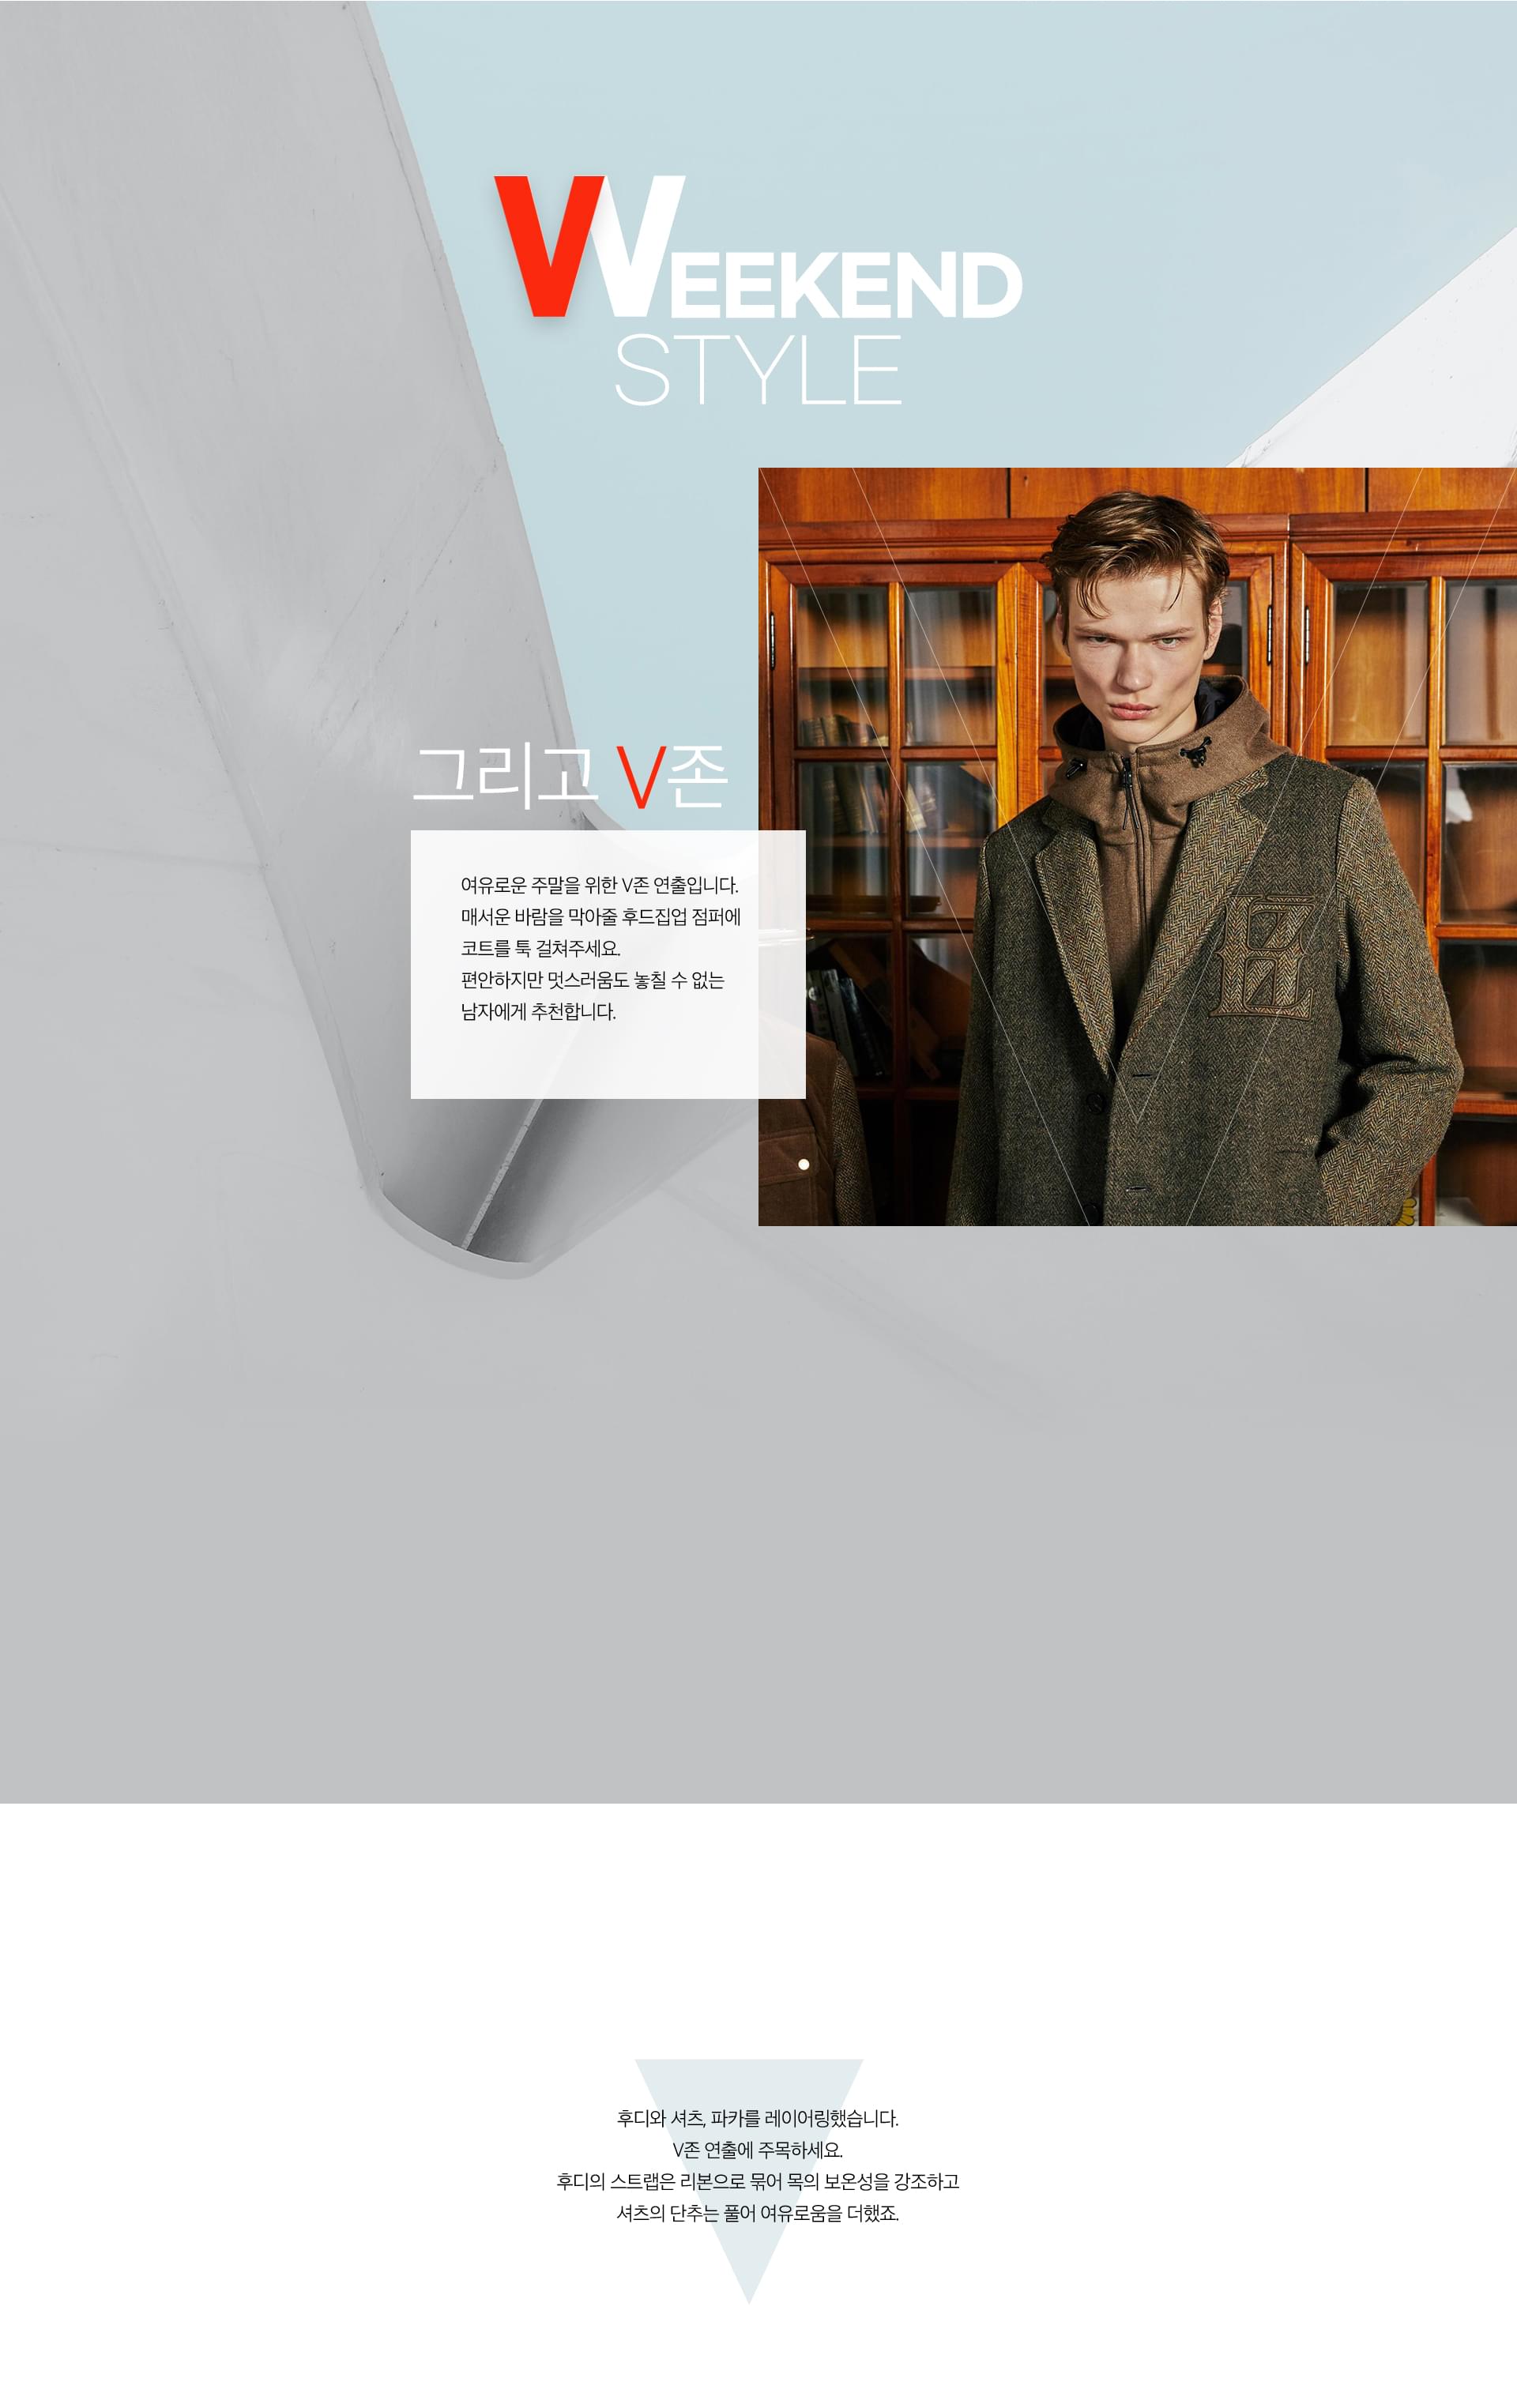 WEEKEND
STYLE
그리고 V존
여유로운 주말을 위한 V존 연출입니다.
매서운 바람을 막아줄 후드집업 점퍼에
코트를 툭 걸쳐주세요.
편안하지만 멋스러움도 놓칠 수 없는
남자에게 추천합니다.
후디와 셔츠, 파카를 레이어링했습니다.
V존 연출에 주목하세요.
후디의 스트랩은 리본으로 묶어 목의 보온성을 강조하고
셔츠의 단추는 풀어 여유로움을 더했죠.